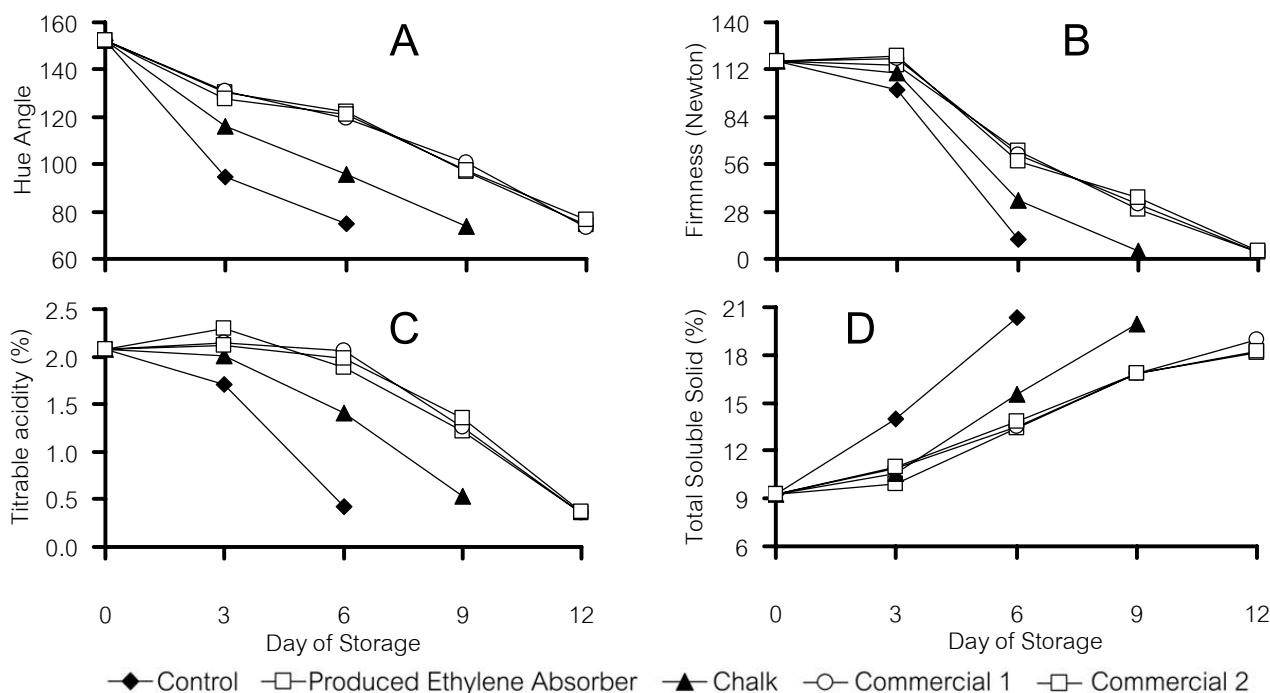 A
Hue Angle
160
140
120
100
80
60
B
Firmness (Newton)
140
112
84
56
28
0
C
Titrable acidity (%)
2.5
2.0
1.5
1.0
0.5
0.0
0 3 6 9 12
Day of Storage
D
Total Soluble Solid (%)
21
18
15
12
9
6
0 3 6 9 12
Day of Storage
Control Produced Ethylene Absorber Chalk Commercial 1 Commercial 2